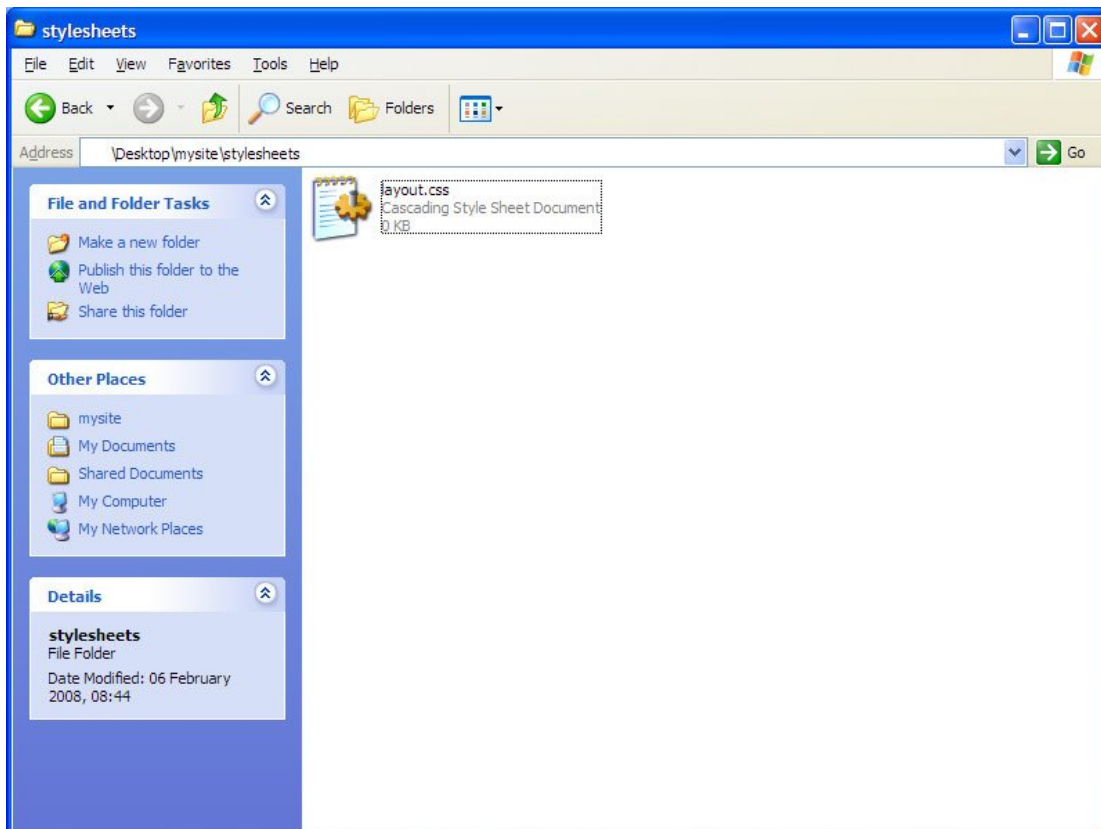 stylesheets
File Edit View Favorites Tools Help
Back Search Folders
Address \Desktop\mysite\stylesheets Go
File and Folder Tasks
Make a new folder
Publish this folder to the
Web
Share this folder
Other Places
mysite
My Documents
Shared Documents
My Computer
My Network Places
Details
stylesheets
File Folder
Date Modified: 06 February
2008, 08:44
layout.css
Cascading Style Sheet Document
0 KB